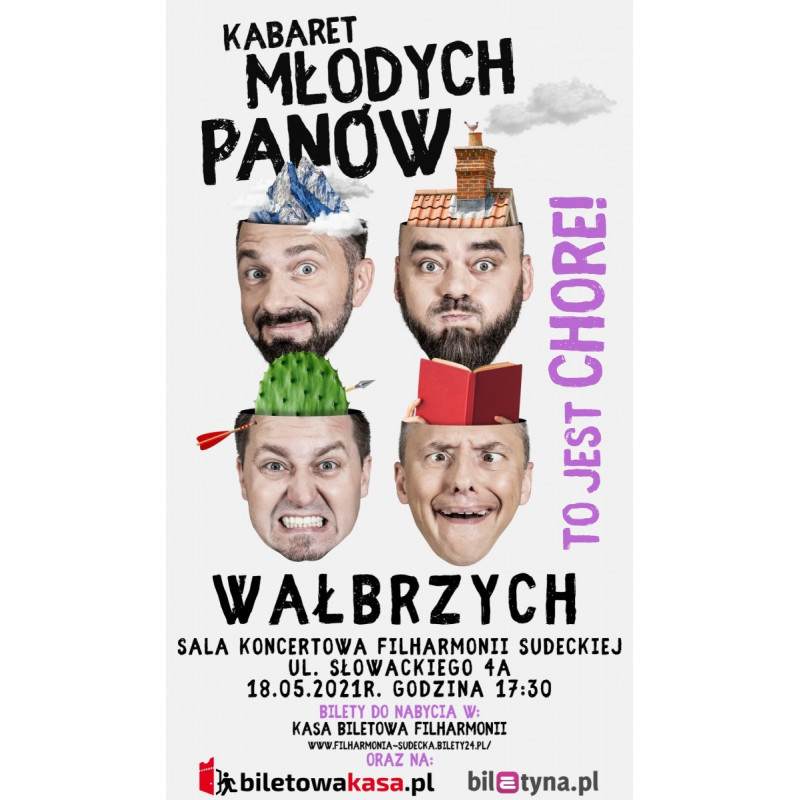 KABARET
MŁODYCH
PANÓW
TO JEST CHORE!
WAŁBRZYCH
SALA KONCERTOWA FILHARMONII SUDECKIEJ
UL. SŁOWACKIEGO 4A
18.05.2021R. GODZINA 17:30
BILETY DO NABYCIA W:
KASA BILETOWA FILHARMONII
WWW.FILHARMONIA-SUDECKA.BILETY24.PL/
ORAZ NA:
biletowakasa.pl biletyna.pl